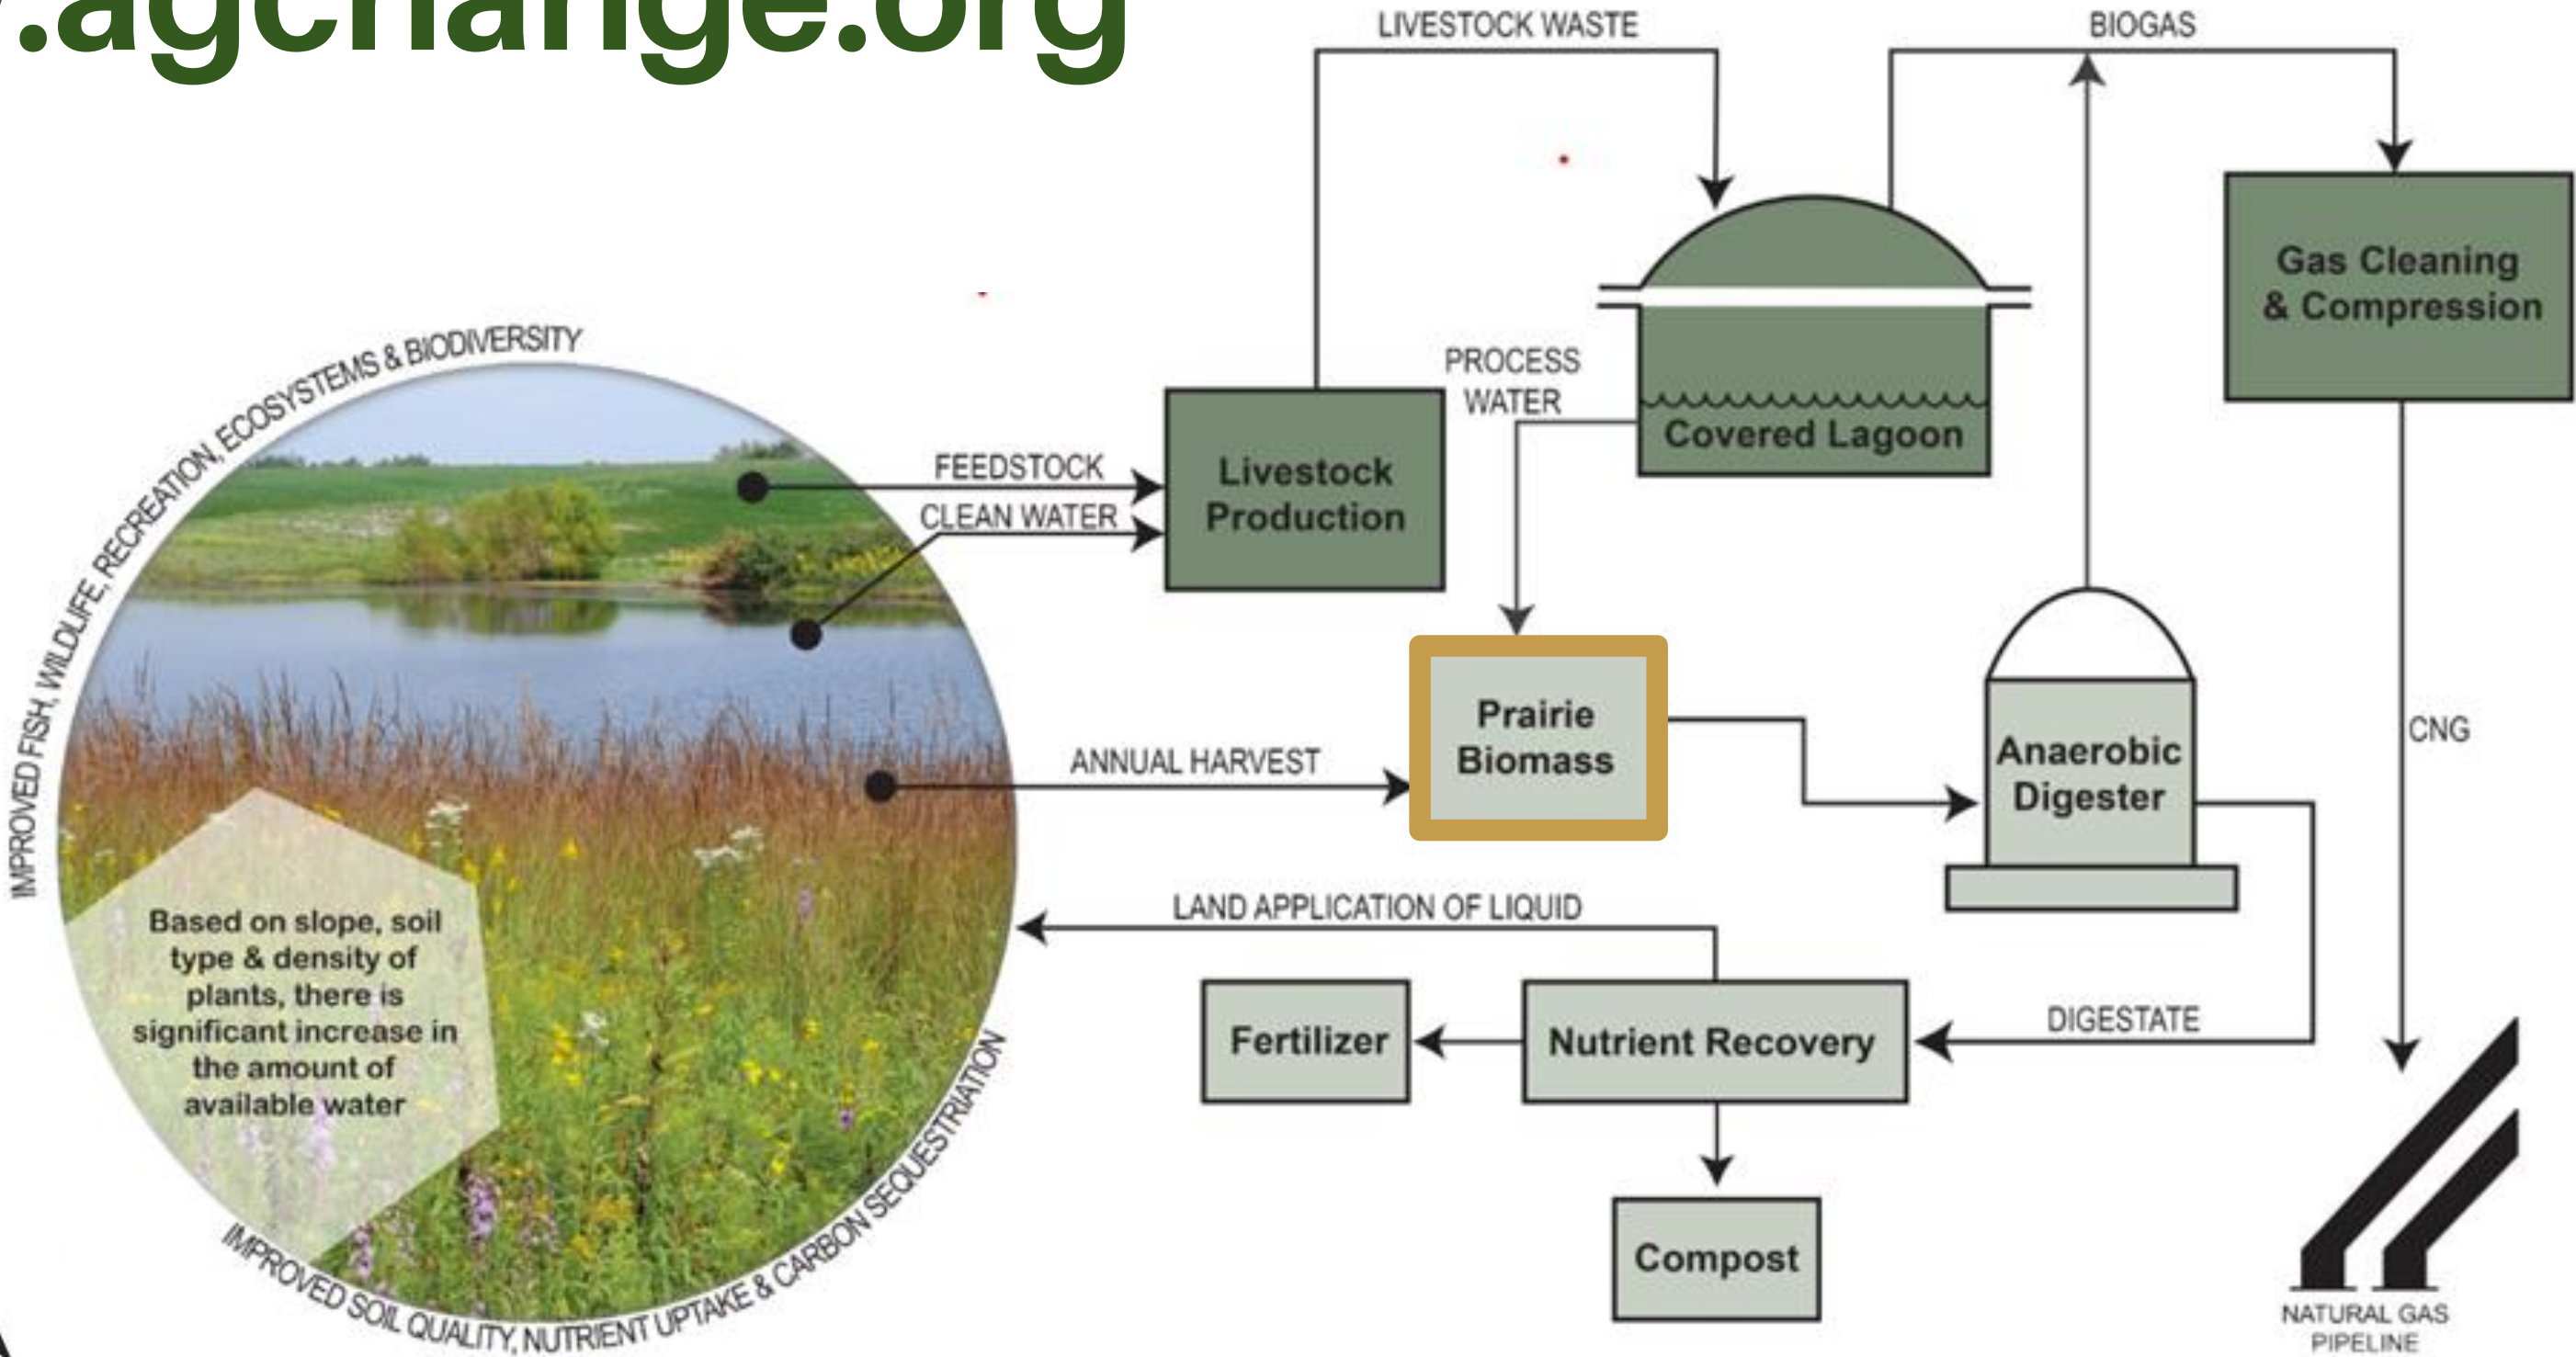 .agchange.org
LIVESTOCK WASTE
BIOGAS
Gas Cleaning
& Compression
PROCESS
WATER
Covered Lagoon
IMPROVED FISH, WILDLIFE, RECREATION, ECOSYSTEMS & BIODIVERSITY
FEEDSTOCK
CLEAN WATER
Livestock
Production
Prairie
Biomass
ANNUAL HARVEST
Anaerobic
Digester
CNG
LAND APPLICATION OF LIQUID
Based on slope, soil
type & density of
plants, there is
significant increase in
the amount of
available water
Fertilizer
Nutrient Recovery
DIGESTATE
Compost
IMPROVED SOIL QUALITY, NUTRIENT UPTAKE & CARBON SEQUESTRIATION
NATURAL GAS
PIPELINE